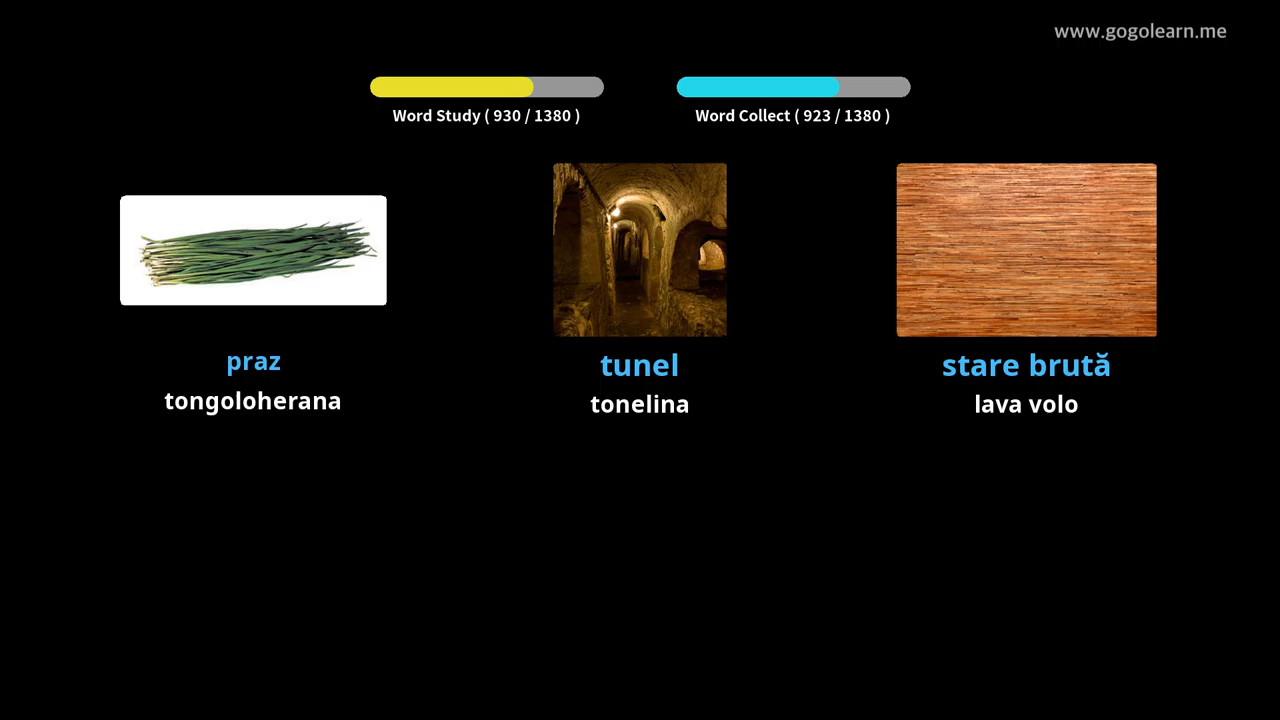 www.gogolearn.me
Word Study ( 930 / 1380 )
Word Collect ( 923 / 1380 )
praz
tongoloherana
tunel
tonelina
stare brută
lava volo